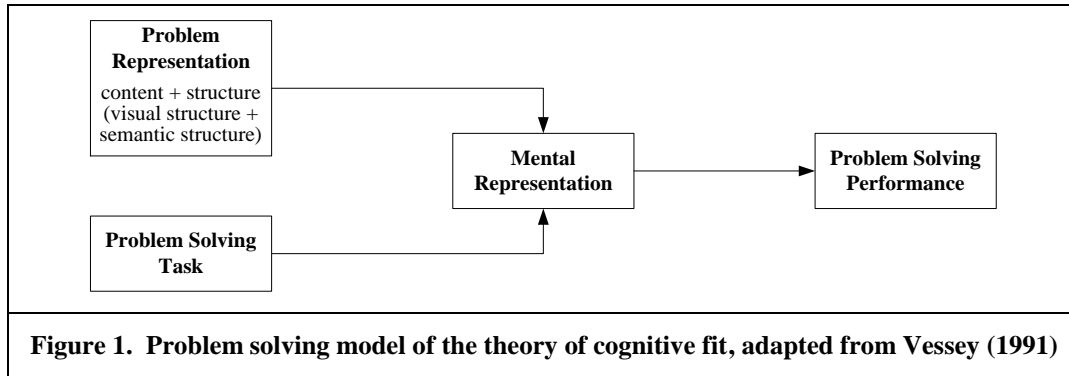 Problem
Representation
content + structure
(visual structure +
semantic structure)
Mental
Representation
Problem Solving
Performance
Problem Solving
Task
Figure 1. Problem solving model of the theory of cognitive fit, adapted from Vessey (1991)